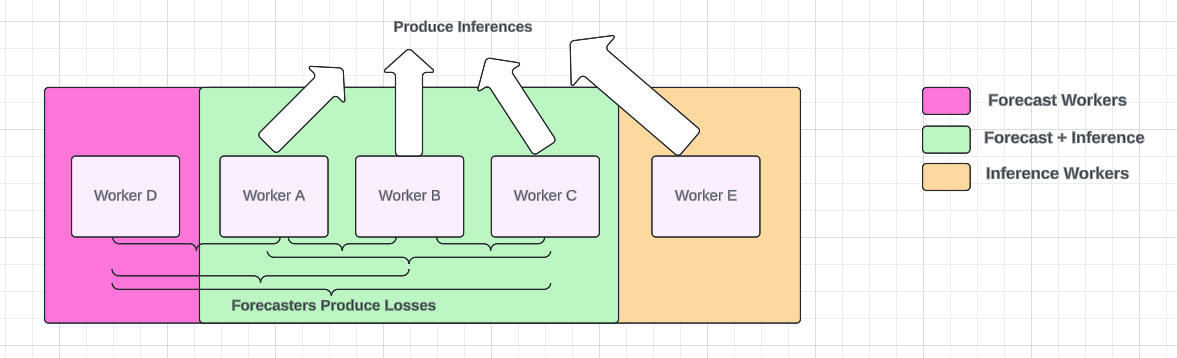 Produce Inferences
Forecast Workers
Forecast + Inference
Inference Workers
Worker D
Worker A
Worker B
Worker C
Worker E
Forecasters Produce Losses